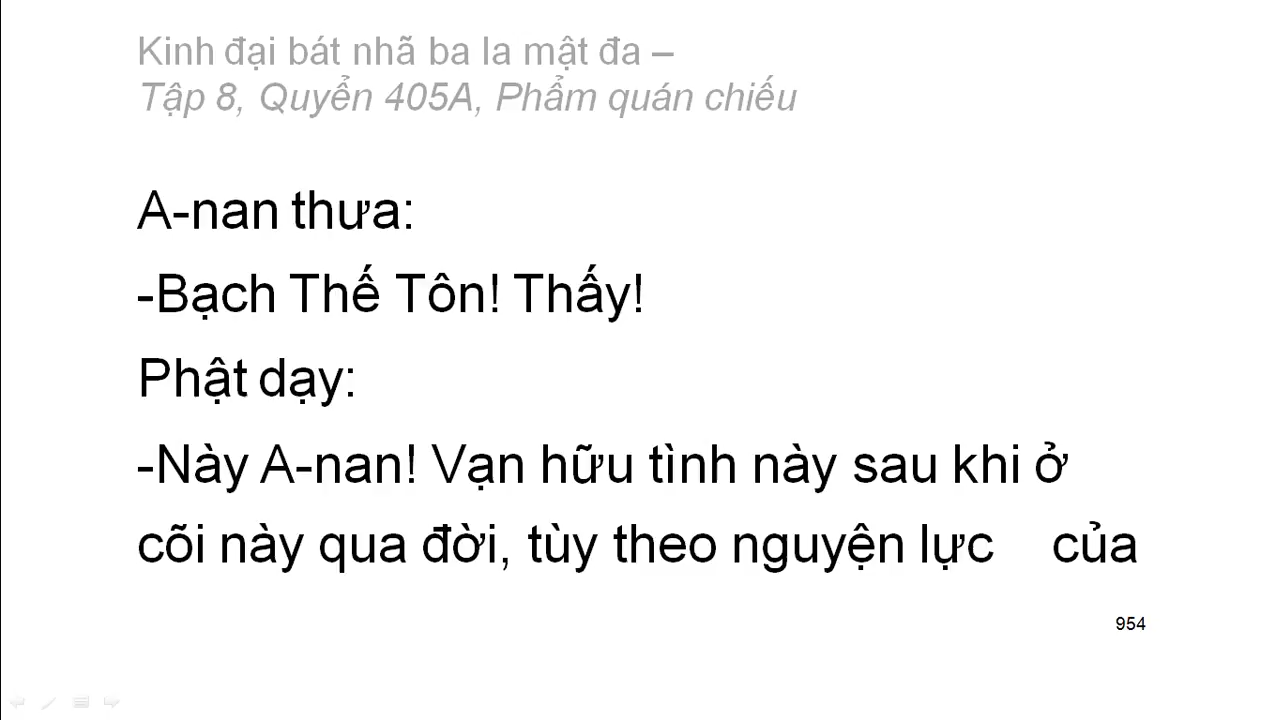 Kinh đại bát nhã ba la mật đa –
Tập 8, Quyển 405A, Phẩm quán chiếu
A-nan thưa:
-Bạch Thế Tôn! Thấy!
Phật dạy:
-Này A-nan! Vạn hữu tình này sau khi ở
cõi này qua đời, tùy theo nguyện lực của
954